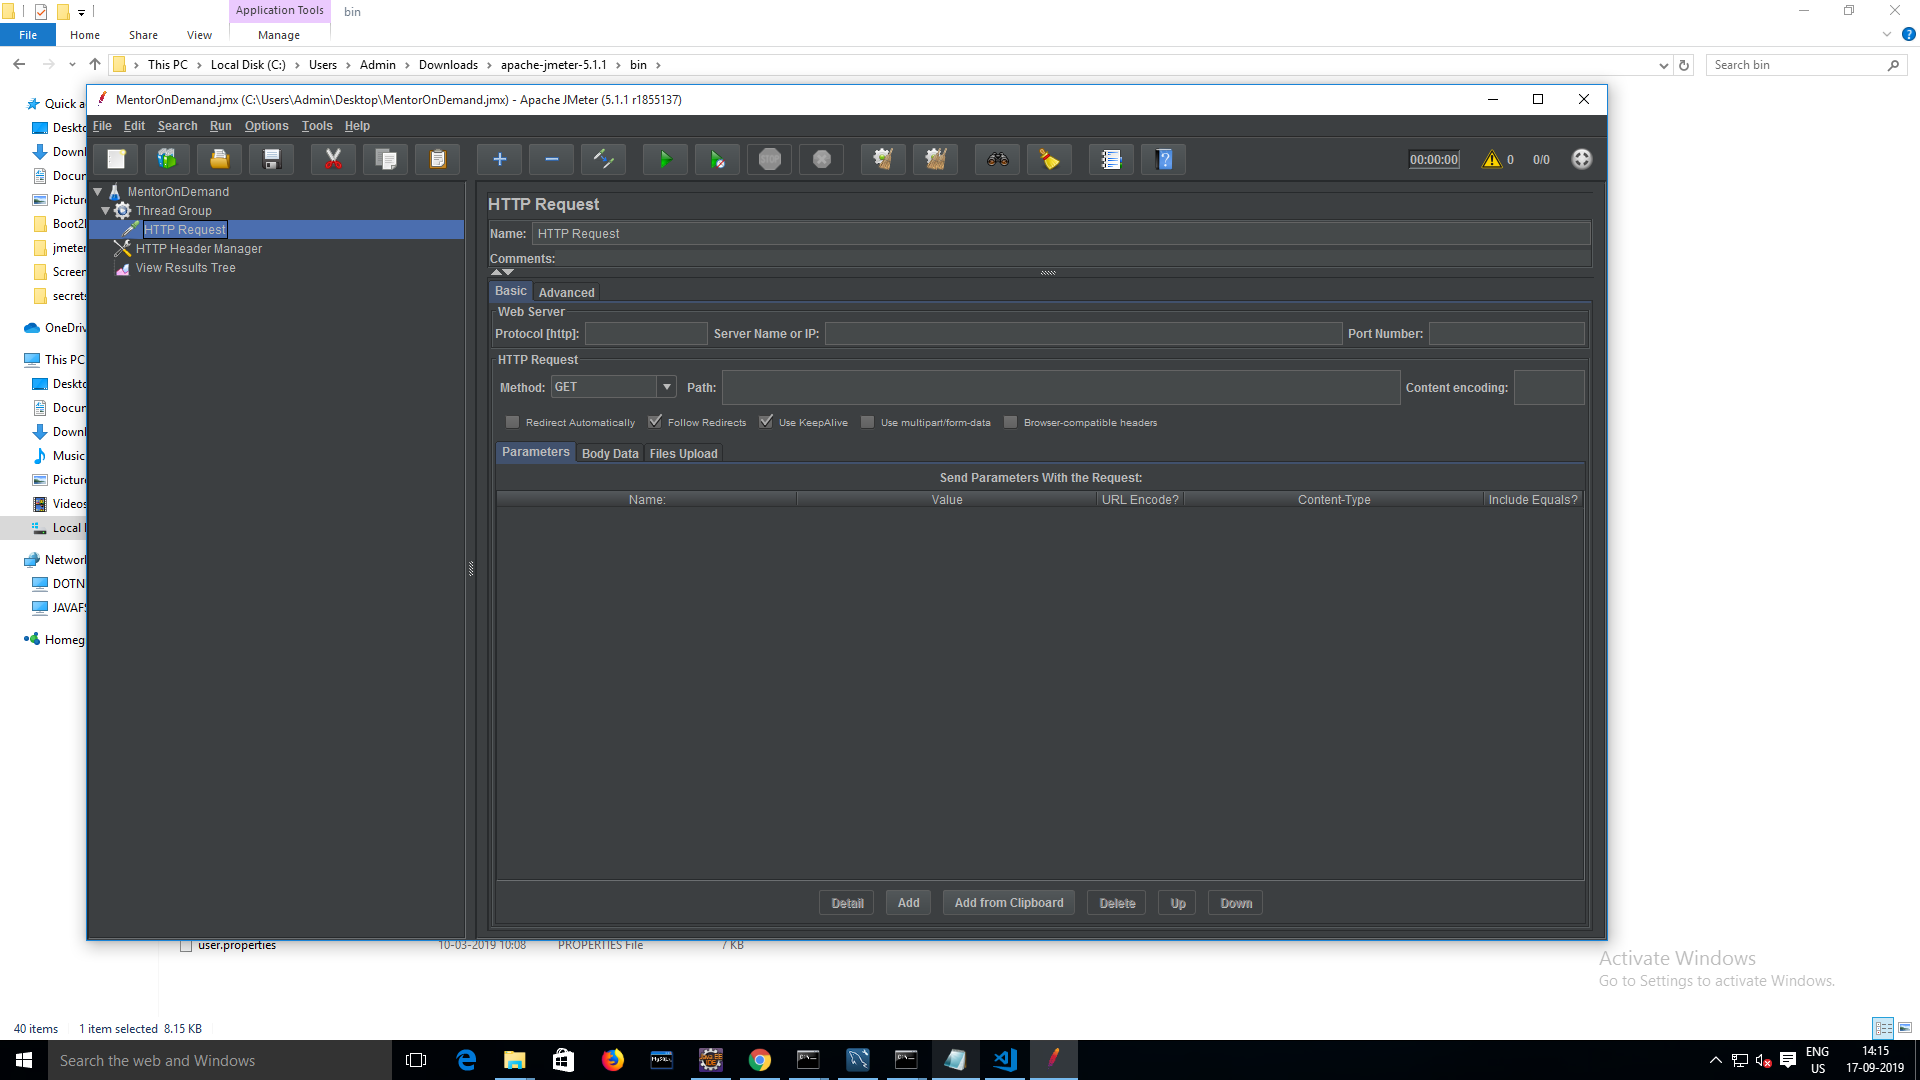 Application Tools
bin
File
Home
Share
View
Manage
This PC
Local Disk (C:)
Users
Admin
Downloads
apache-jmeter-5.1.1
bin
Search bin
MentorOnDemand.jmx (C:\Users\Admin\Desktop\MentorOnDemand.jmx) - Apache JMeter (5.1.1 r1855137)
File Edit Search Run Options Tools Help
00:00:00
0
0/0
Quick a
Deskto
Downl
Docur
Picture
Boot2I
jmeter
Screen
secrets
OneDriv
This PC
Deskto
Docur
Downl
Music
Picture
Videos
Local
Network
DOTN
JAVAFS
Homeg
MentorOnDemand
Thread Group
HTTP Request
HTTP Header Manager
View Results Tree
HTTP Request
Name: HTTP Request
Comments:
Basic Advanced
Web Server
Protocol [http]: Server Name or IP: Port Number:
HTTP Request
Method: GET Path: Content encoding:
Redirect Automatically Follow Redirects Use KeepAlive Use multipart/form-data Browser-compatible headers
Parameters Body Data Files Upload
Send Parameters With the Request:
Name: Value URL Encode? Content-Type Include Equals?
Detail Add Add from Clipboard Delete Up Down
user.properties 10-03-2019 10:08 PROPERTIES File 7 KB
Activate Windows
Go to Settings to activate Windows.
40 items 1 item selected 8.15 KB
Search the web and Windows
ENG
US
14:15
17-09-2019